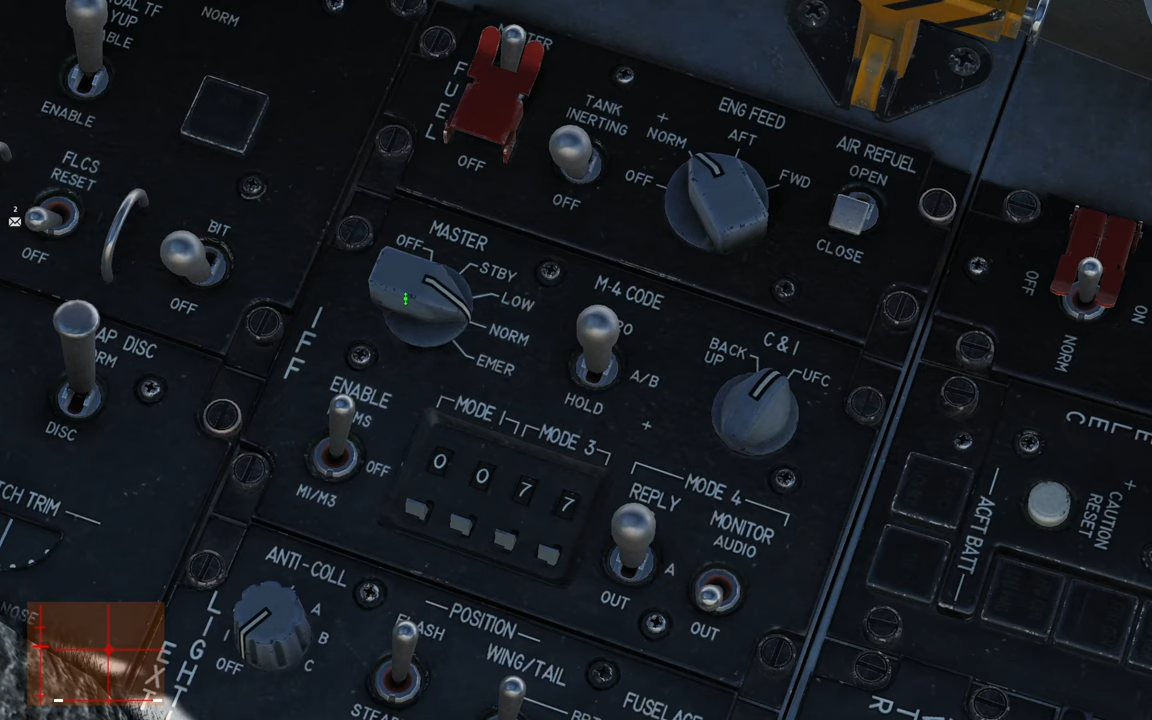 ENABLE
NORM
FLCS
RESET
OFF
BIT
OFF
2
DISC
DISC
FUEL
OFF
TANK
INERTING
OFF
ENG FEED
+
OFF
NORM
AFT
FWD
AIR REFUEL
OPEN
CLOSE
IFF
MASTER
OFF
STBY
LOW
NORM
EMER
M-4 CODE
A/B
HOLD
C & I
BACK
UP
UFC
ENABLE
OFF
M1/M3
MODE 1
MODE 3
0 0 7 7
+
MODE 4
REPLY
A
OUT
MONITOR
AUDIO
OUT
ANTI-COLL
OFF
1
A
B
C
POSITION
FLASH
WING/TAIL
OFF
NORM
ON
ACFT BATT
+
CAUTION
RESET